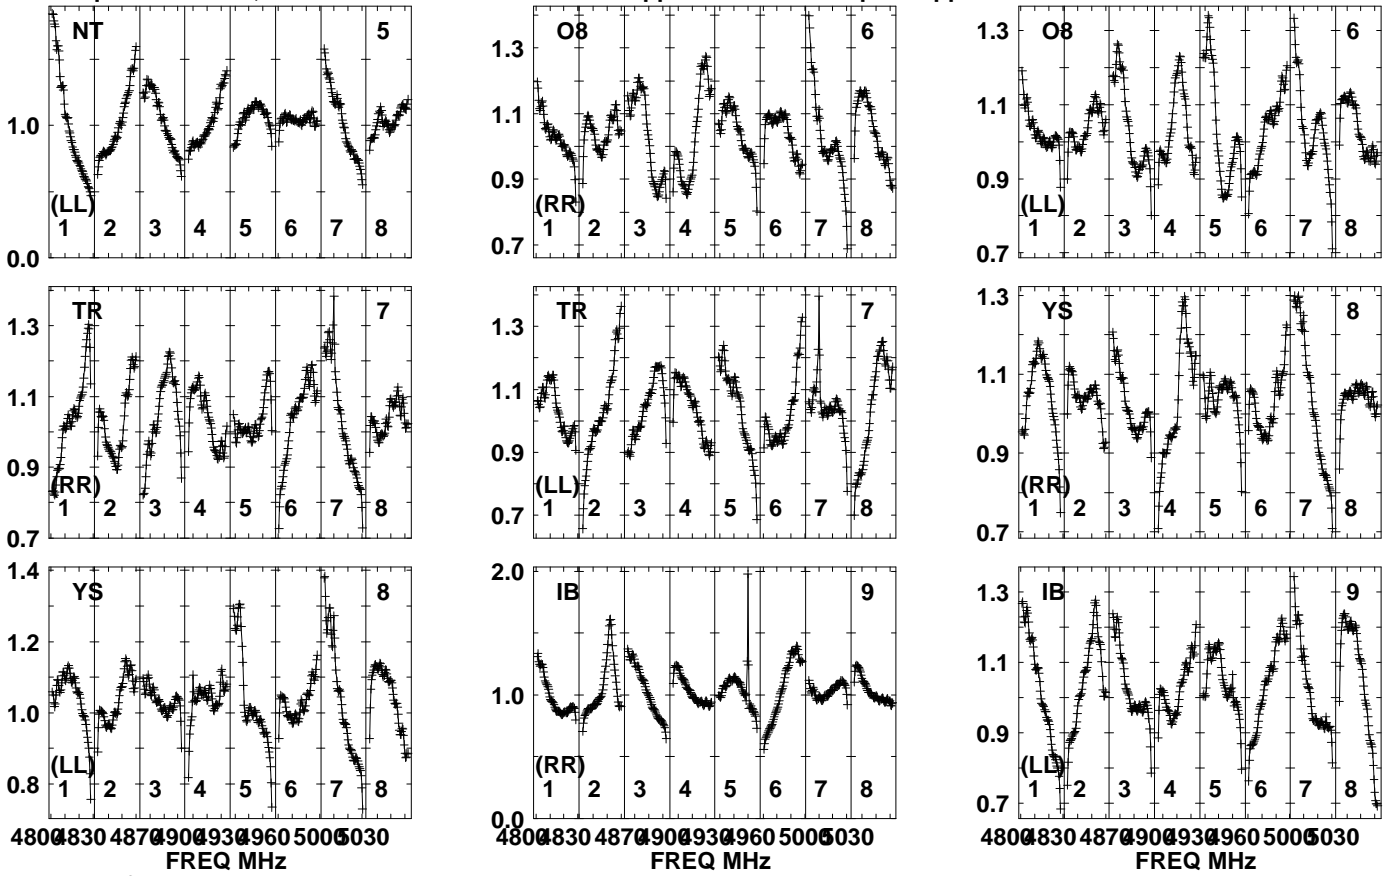 NT 5
1.0
(LL)
1 2 3 4 5 6 7 8
0.0
O8 6
1.3
1.1
0.9
(RR)
1 2 3 4 5 6 7 8
0.7
O8 6
1.3
1.1
0.9
(LL)
1 2 3 4 5 6 7 8
0.7
TR 7
1.3
1.1
0.9
(RR)
1 2 3 4 5 6 7 8
0.7
TR 7
1.3
1.1
0.9
(LL)
1 2 3 4 5 6 7 8
0.7
YS 8
1.3
1.1
0.9
(RR)
1 2 3 4 5 6 7 8
0.7
1.4
YS 8
1.2
1.0
(LL)
0.8
1 2 3 4 5 6 7 8
4800 4830 4870 4900 4930 4960 5000 5030
FREQ MHz
2.0
IB 9
1.0
(RR)
1 2 3 4 5 6 7 8
0.0
4800 4830 4870 4900 4930 4960 5000 5030
FREQ MHz
IB 9
1.3
1.1
0.9
(LL)
1 2 3 4 5 6 7 8
0.7
4800 4830 4870 4900 4930 4960 5000 5030
FREQ MHz